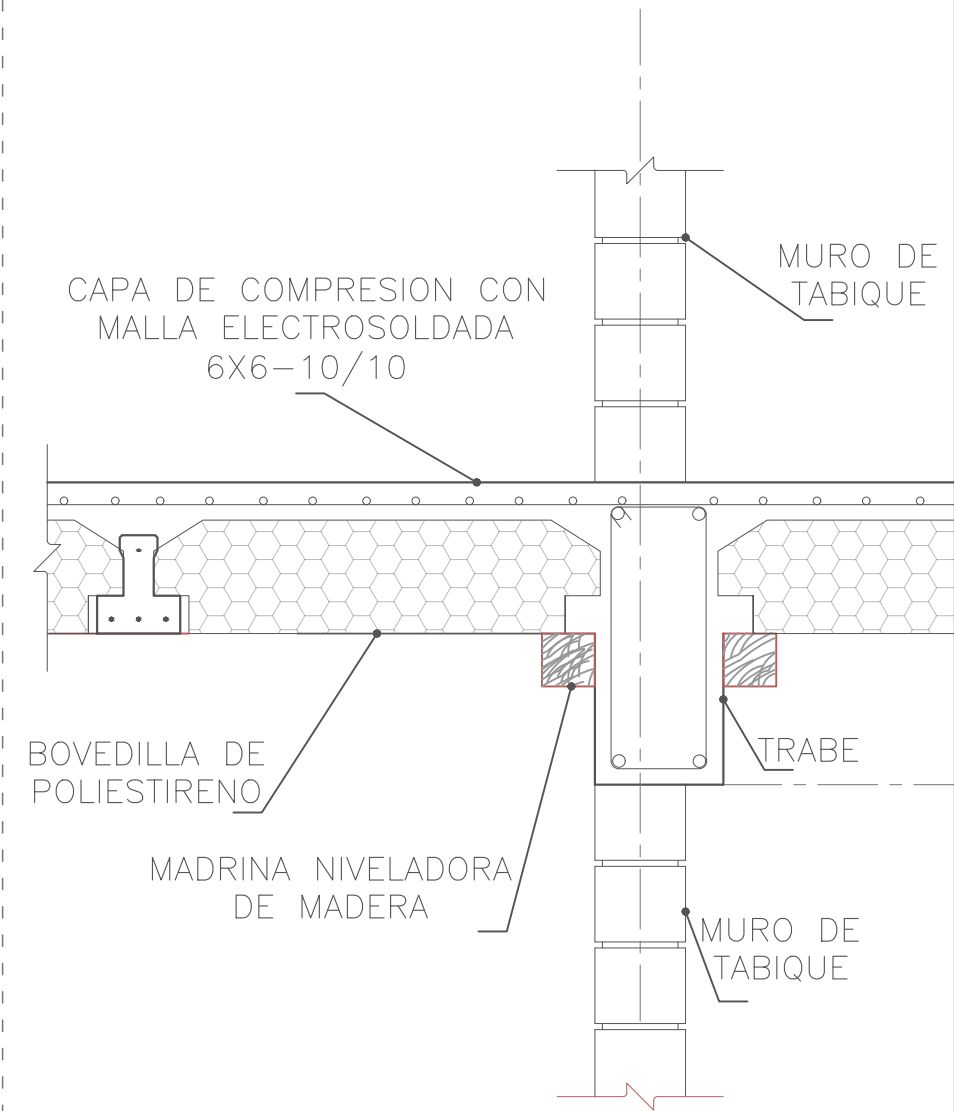 MURO DE
TABIQUE
CAPA DE COMPRESION CON
MALLA ELECTROSOLDADA
6X6-10/10
BOVEDILLA DE
POLIESTIRENO
TRABE
MADRINA NIVELADORA
DE MADERA
MURO DE
TABIQUE